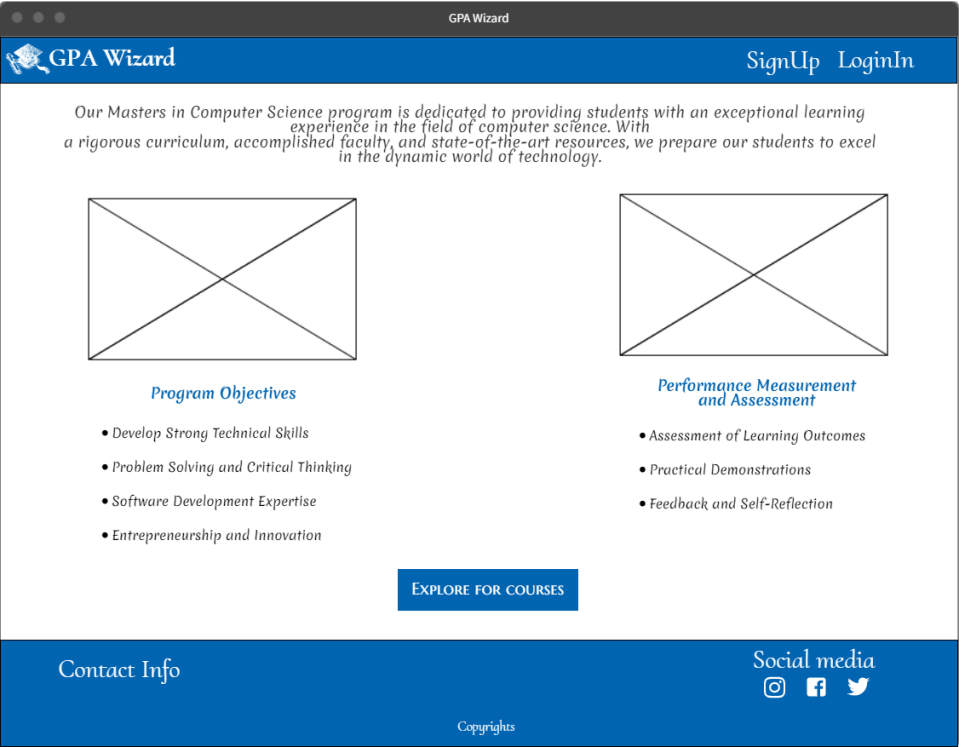 GPA Wizard
GPA Wizard
SignUp LoginIn
Our Masters in Computer Science program is dedicated to providing students with an exceptional learning
experience in the field of computer science. With
a rigorous curriculum, accomplished faculty, and state-of-the-art resources, we prepare our students to excel
in the dynamic world of technology.
Program Objectives
• Develop Strong Technical Skills
• Problem Solving and Critical Thinking
• Software Development Expertise
• Entrepreneurship and Innovation
Performance Measurement
and Assessment
• Assessment of Learning Outcomes
• Practical Demonstrations
• Feedback and Self-Reflection
Explore for courses
Contact Info
Social media
Copyrights